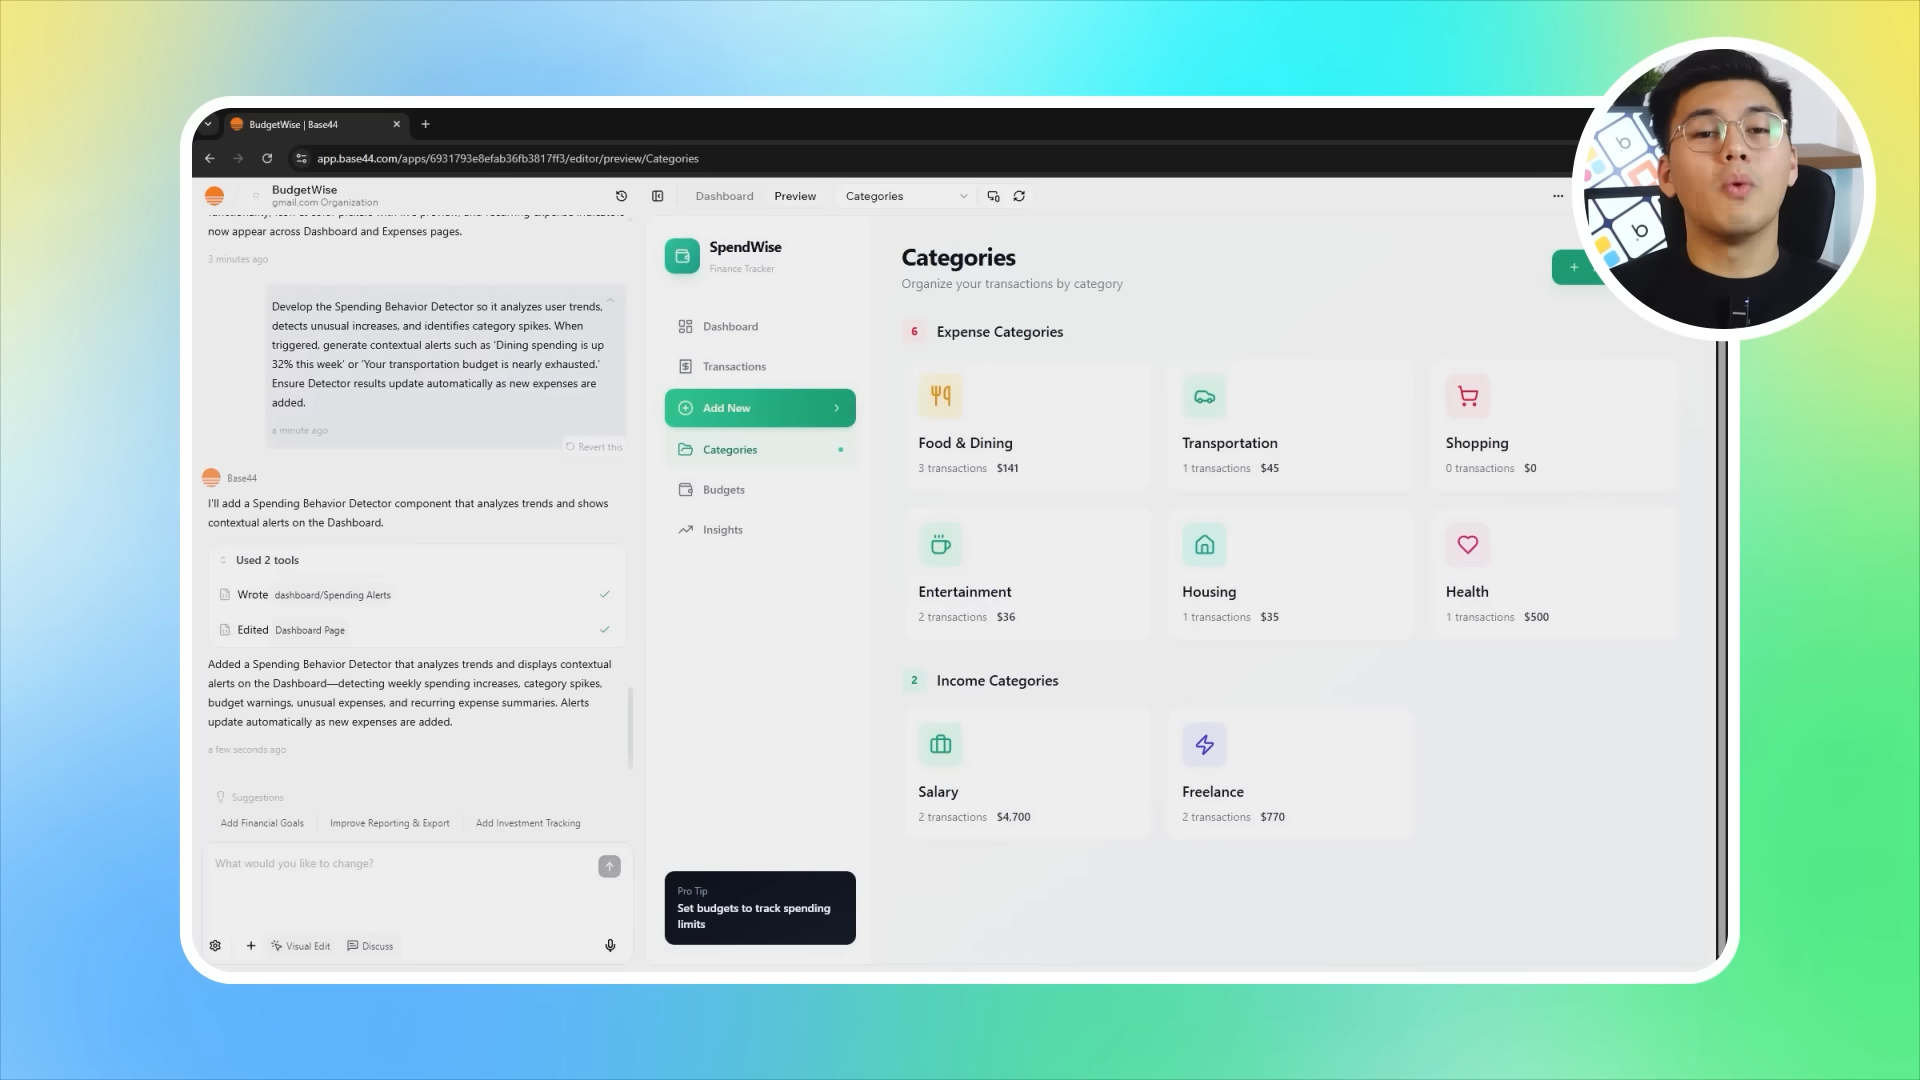 BudgetWise | Base44
app.base44.com/apps/6931793e8efab36fb3817ff3/editor/preview/Categories
BudgetWise
gmail.com Organization
Dashboard
Preview
Categories
now appear across Dashboard and Expenses pages.
3 minutes ago
Develop the Spending Behavior Detector so it analyzes user trends,
detects unusual increases, and identifies category spikes. When
triggered, generate contextual alerts such as 'Dining spending is up
32% this week' or 'Your transportation budget is nearly exhausted.'
Ensure Detector results update automatically as new expenses are
added.
a minute ago
Revert this
Base44
I'll add a Spending Behavior Detector component that analyzes trends and shows
contextual alerts on the Dashboard.
Used 2 tools
Wrote dashboard/Spending Alerts
Edited Dashboard Page
Added a Spending Behavior Detector that analyzes trends and displays contextual
alerts on the Dashboard—detecting weekly spending increases, category spikes,
budget warnings, unusual expenses, and recurring expense summaries. Alerts
update automatically as new expenses are added.
a few seconds ago
Suggestions
Add Financial Goals
Improve Reporting & Export
Add Investment Tracking
What would you like to change?
Visual Edit
Discuss
SpendWise
Finance Tracker
Dashboard
Transactions
Add New
Categories
Budgets
Insights
Pro Tip
Set budgets to track spending
limits
Categories
Organize your transactions by category
6 Expense Categories
Food & Dining
3 transactions $141
Transportation
1 transactions $45
Shopping
0 transactions $0
Entertainment
2 transactions $36
Housing
1 transactions $35
Health
1 transactions $500
2 Income Categories
Salary
2 transactions $4,700
Freelance
2 transactions $770